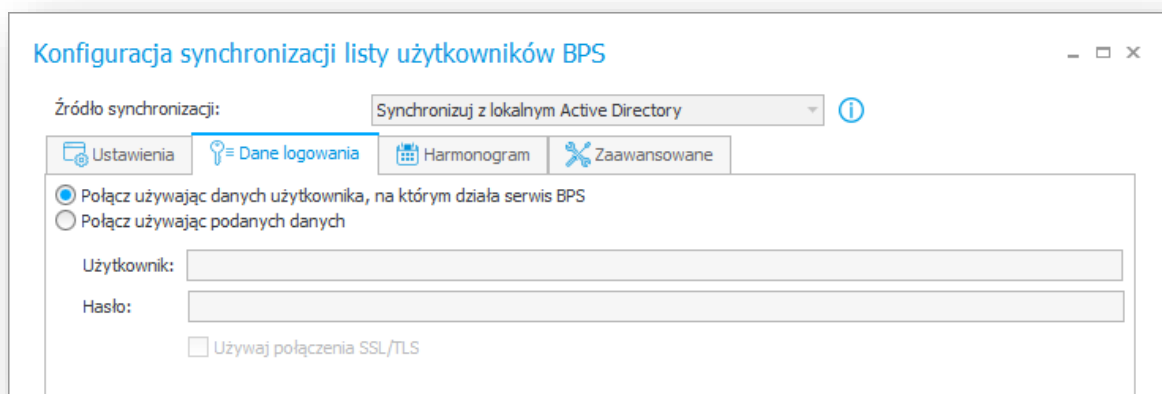 Konfiguracja synchronizacji listy użytkowników BPS
Źródło synchronizacji: Synchronizuj z lokalnym Active Directory
Ustawienia Dane logowania Harmonogram Zaawansowane
Połącz używając danych użytkownika, na którym działa serwis BPS
Połącz używając podanych danych
Użytkownik:
Hasło:
Używaj połączenia SSL/TLS